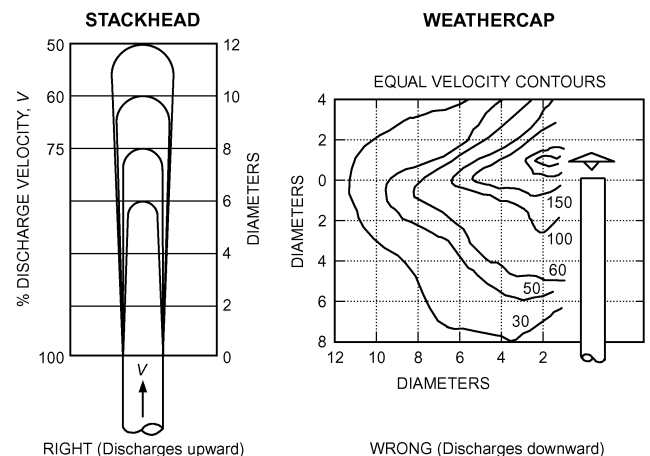 STACKHEAD
50
60
75
100
% DISCHARGE VELOCITY, V
12
10
8
6
4
2
0
DIAMETERS
V
RIGHT (Discharges upward)
WEATHERCAP
EQUAL VELOCITY CONTOURS
4
2
0
2
4
6
8
DIAMETERS
150
100
60
50
30
12 10 8 6 4 2
DIAMETERS
WRONG (Discharges downward)